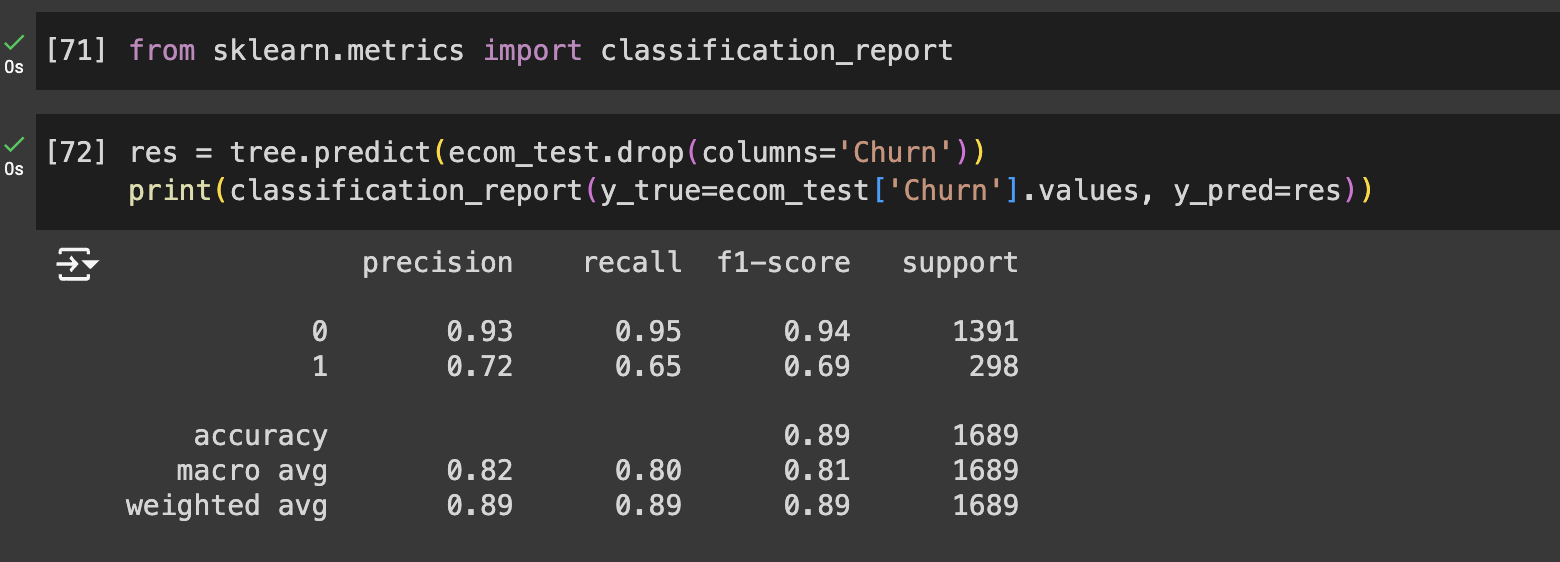 [71] from sklearn.metrics import classification_report
0s
[72] res = tree.predict(ecom_test.drop(columns='Churn'))
0s
print(classification_report(y_true=ecom_test['Churn'].values, y_pred=res))
precision recall f1-score support
0 0.93 0.95 0.94 1391
1 0.72 0.65 0.69 298
accuracy 0.89 1689
macro avg 0.82 0.80 0.81 1689
weighted avg 0.89 0.89 0.89 1689